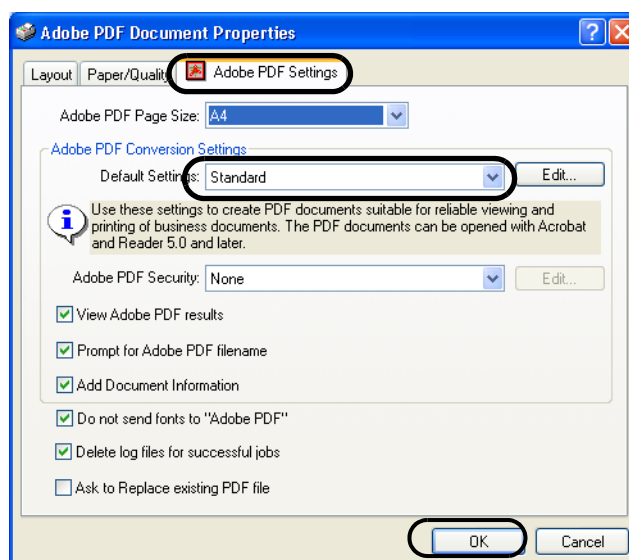 Adobe PDF Document Properties
Layout Paper/Quality Adobe PDF Settings
Adobe PDF Page Size: A4
Adobe PDF Conversion Settings
Default Settings: Standard Edit...
Use these settings to create PDF documents suitable for reliable viewing and
printing of business documents. The PDF documents can be opened with Acrobat
and Reader 5.0 and later.
Adobe PDF Security: None Edit...
View Adobe PDF results
Prompt for Adobe PDF filename
Add Document Information
Do not send fonts to "Adobe PDF"
Delete log files for successful jobs
Ask to Replace existing PDF file
OK Cancel